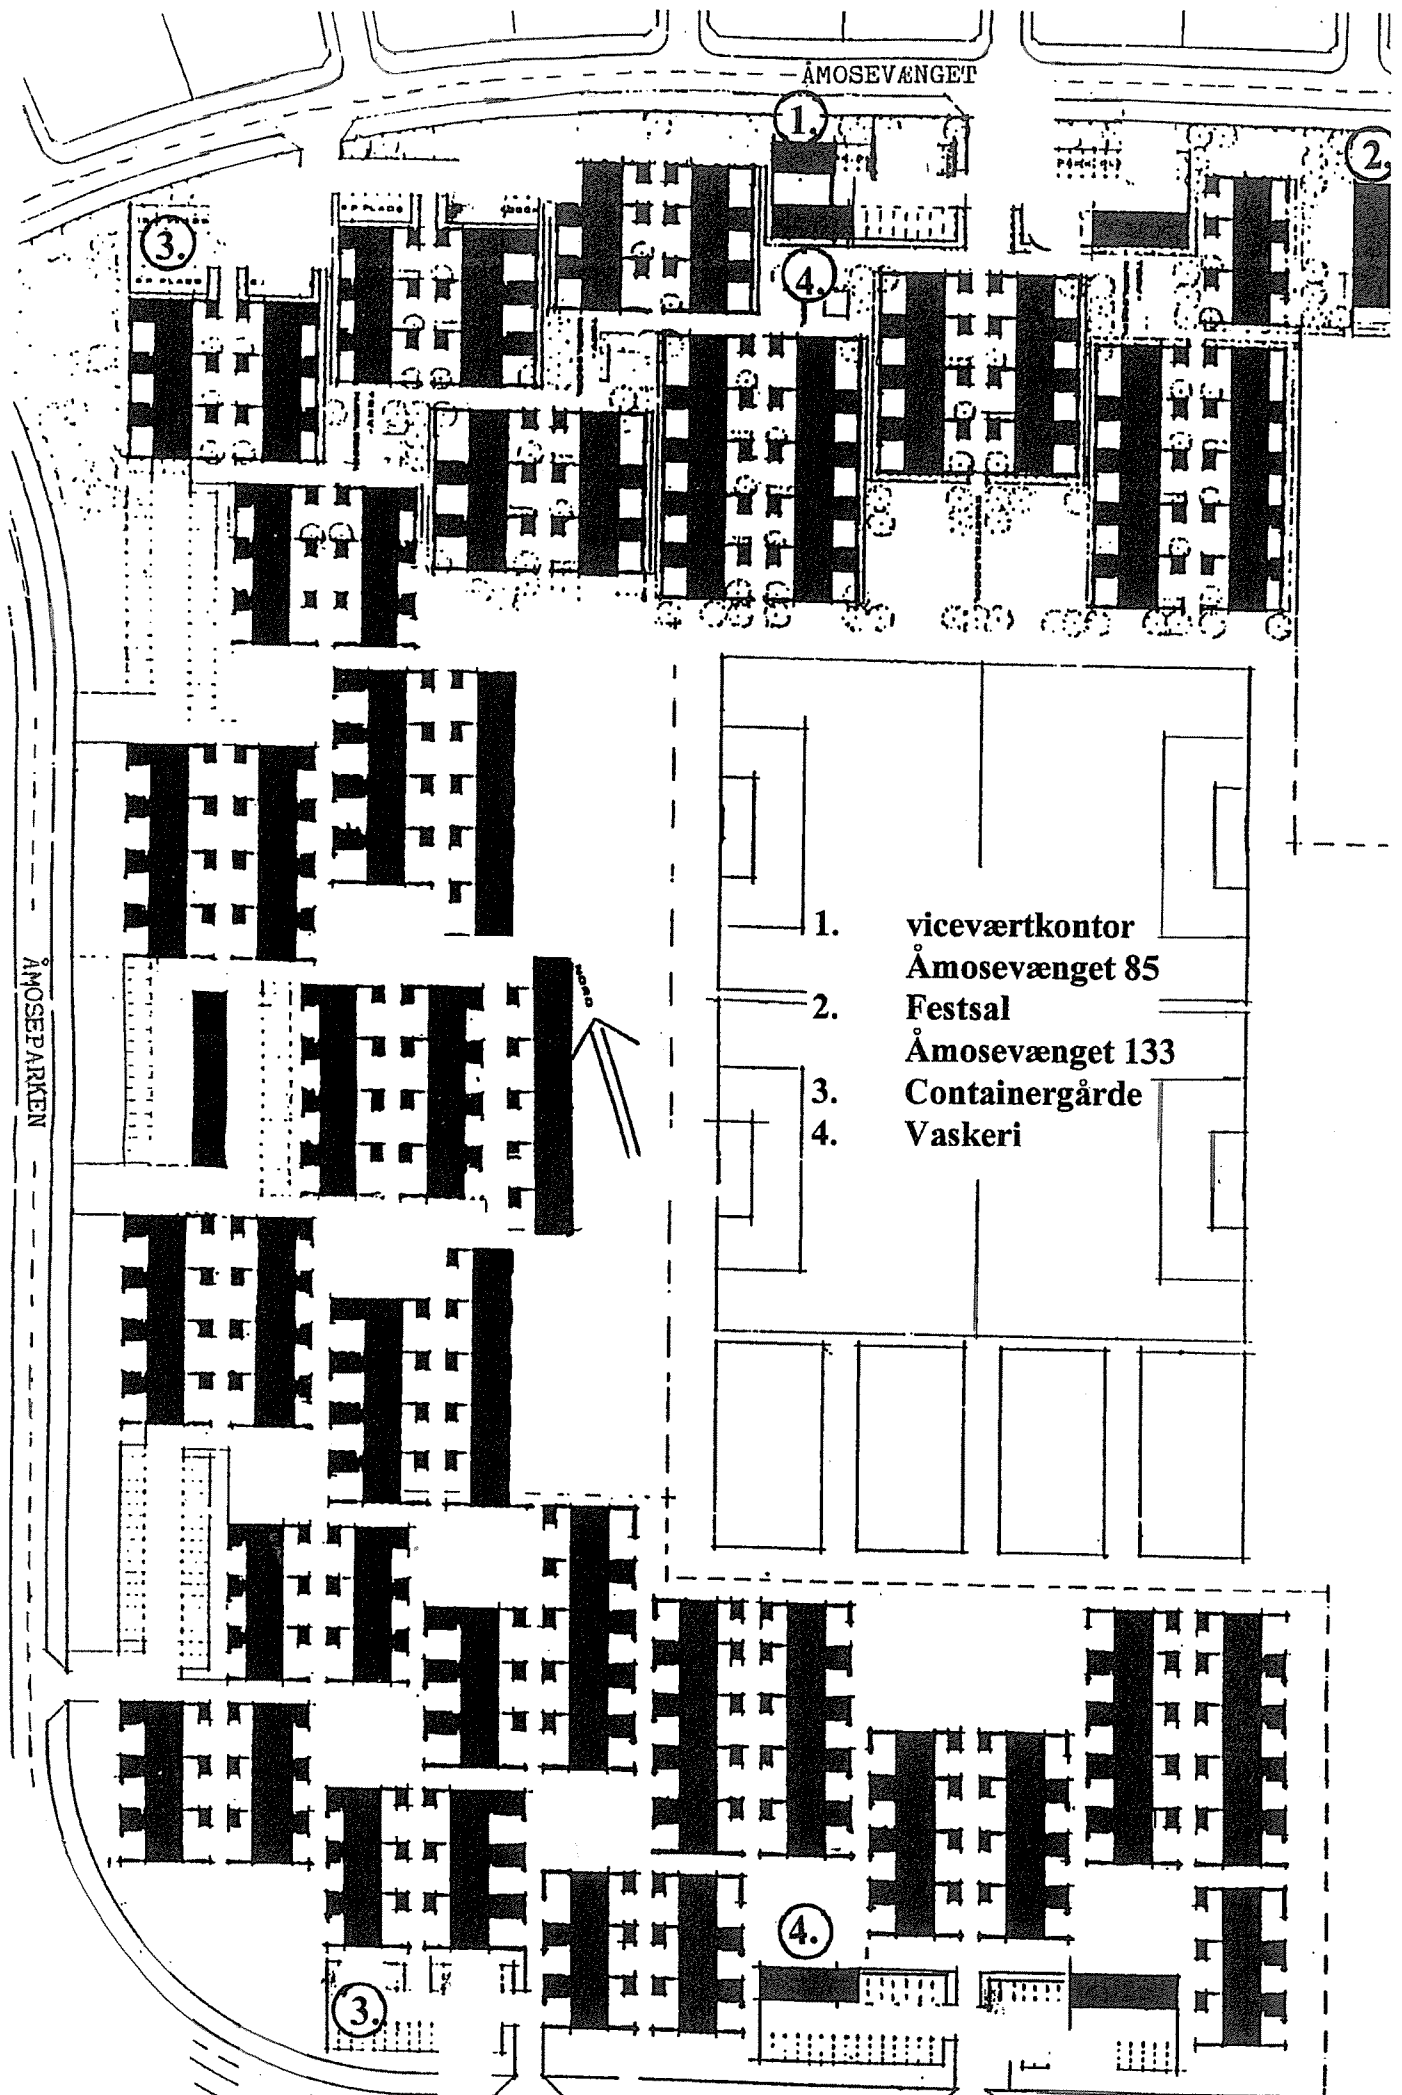 ÅMOSEVÆNGET
1.
2.
3.
4.
1. viceværtkontor
Åmosevænget 85
2. Festsal
Åmosevænget 133
3. Containergårde
4. Vaskeri
NORD
ÅMOSEPARKEN
4.
3.